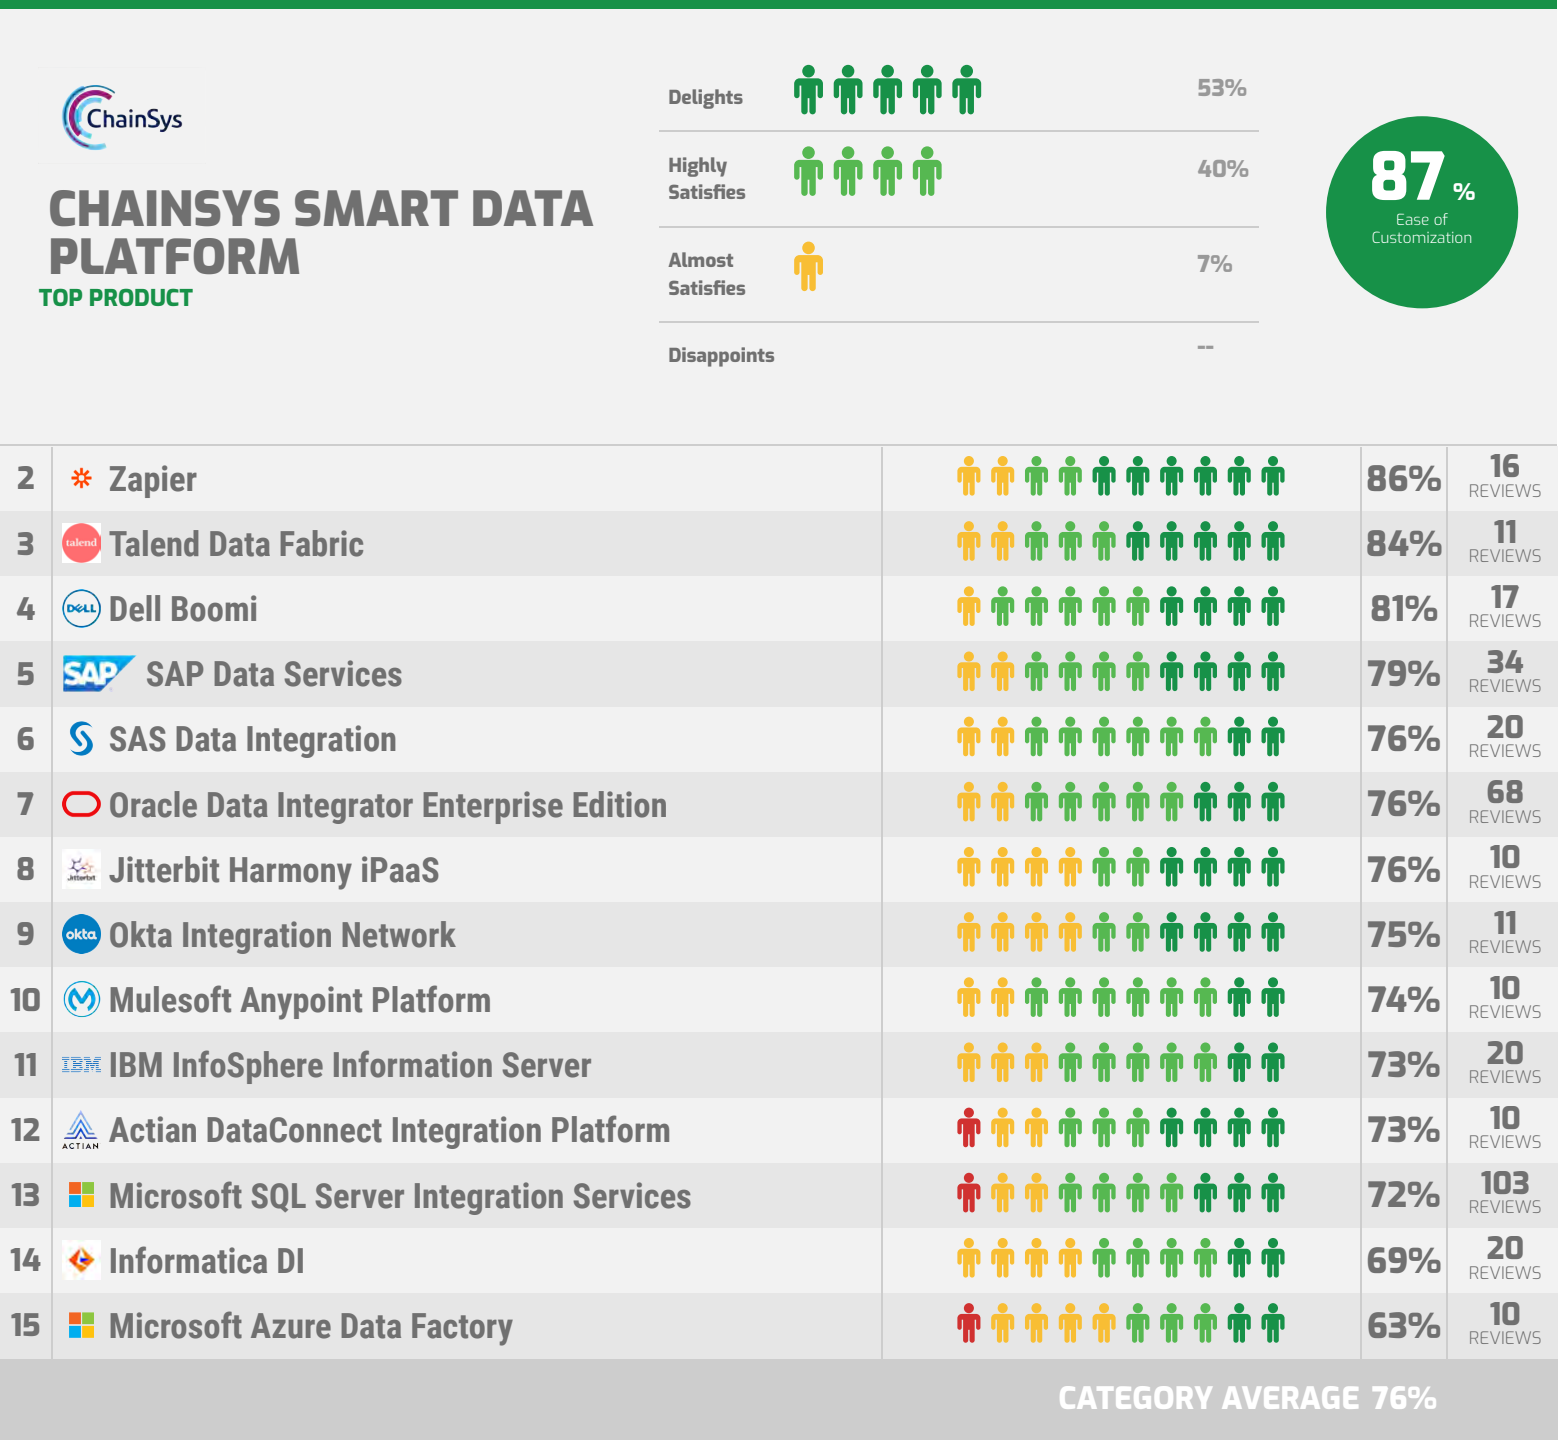 ChainSys
CHAINSYS SMART DATA
PLATFORM
TOP PRODUCT
Delights 53%
Highly
Satisfies 40%
Almost
Satisfies 7%
Disappoints --
87 %
Ease of
Customization
2 Zapier 86% 16 REVIEWS
3 talend Talend Data Fabric 84% 11 REVIEWS
4 DELL Dell Boomi 81% 17 REVIEWS
5 SAP SAP Data Services 79% 34 REVIEWS
6 SAS Data Integration 76% 20 REVIEWS
7 Oracle Data Integrator Enterprise Edition 76% 68 REVIEWS
8 Jitterbit Jitterbit Harmony iPaaS 76% 10 REVIEWS
9 okta Okta Integration Network 75% 11 REVIEWS
10 Mulesoft Anypoint Platform 74% 10 REVIEWS
11 IBM IBM InfoSphere Information Server 73% 20 REVIEWS
12 ACTIAN Actian DataConnect Integration Platform 73% 10 REVIEWS
13 Microsoft SQL Server Integration Services 72% 103 REVIEWS
14 Informatica DI 69% 20 REVIEWS
15 Microsoft Azure Data Factory 63% 10 REVIEWS
CATEGORY AVERAGE 76%